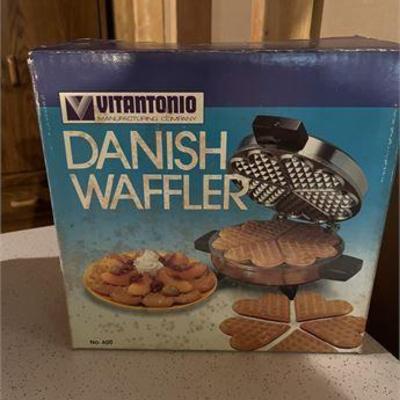 VITANTONIO
MANUFACTURING COMPANY
DANISH
WAFFLER
No. 600